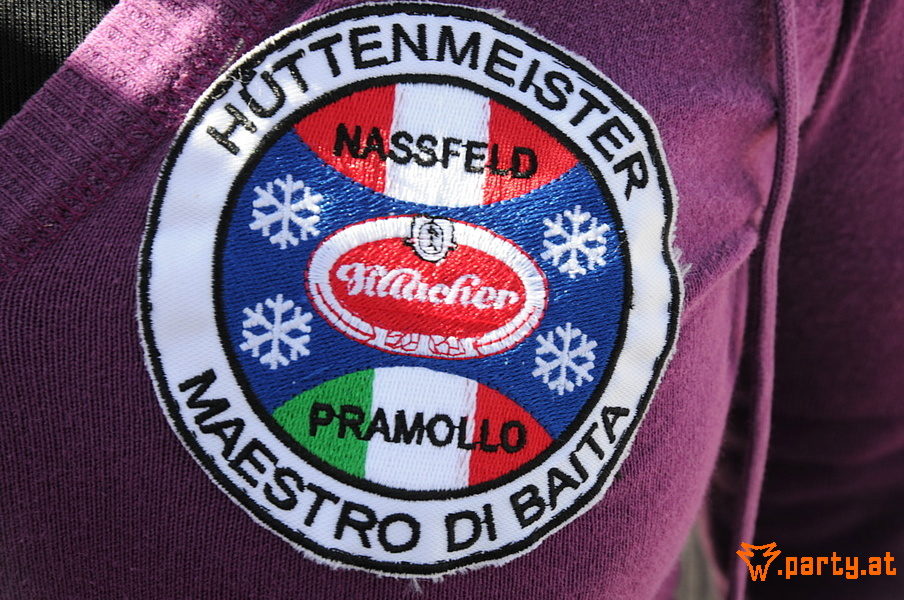 HÜTTENMEISTER
NASSFELD
Villacher
PRAMOLLO
MAESTRO DI BAITA
W.party.at